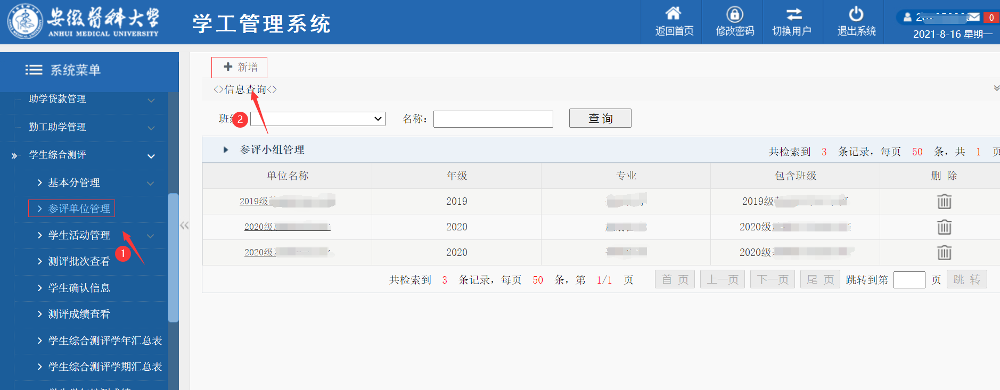 安徽医科大学
ANHUI MEDICAL UNIVERSITY
学工管理系统
返回首页
修改密码
切换用户
退出系统
0
2021-8-16 星期一
系统菜单
助学贷款管理
勤工助学管理
学生综合测评
基本分管理
参评单位管理
学生活动管理
1
测评批次查看
学生确认信息
测评成绩查看
学生综合测评学年汇总表
学生综合测评学期汇总表
新增
<>信息查询<>
班
2
名称：
查 询
参评小组管理
共检索到 3 条记录，每页 50 条，共 1 页
单位名称 年级 专业 包含班级 删 除
2019级 2019 2019级
2020级 2020 2020级
2020级 2020 2020级
共检索到 3 条记录，每页 50 条，第 1/1 页 首 页 上一页 下一页 尾 页 跳转到第 页 跳 转